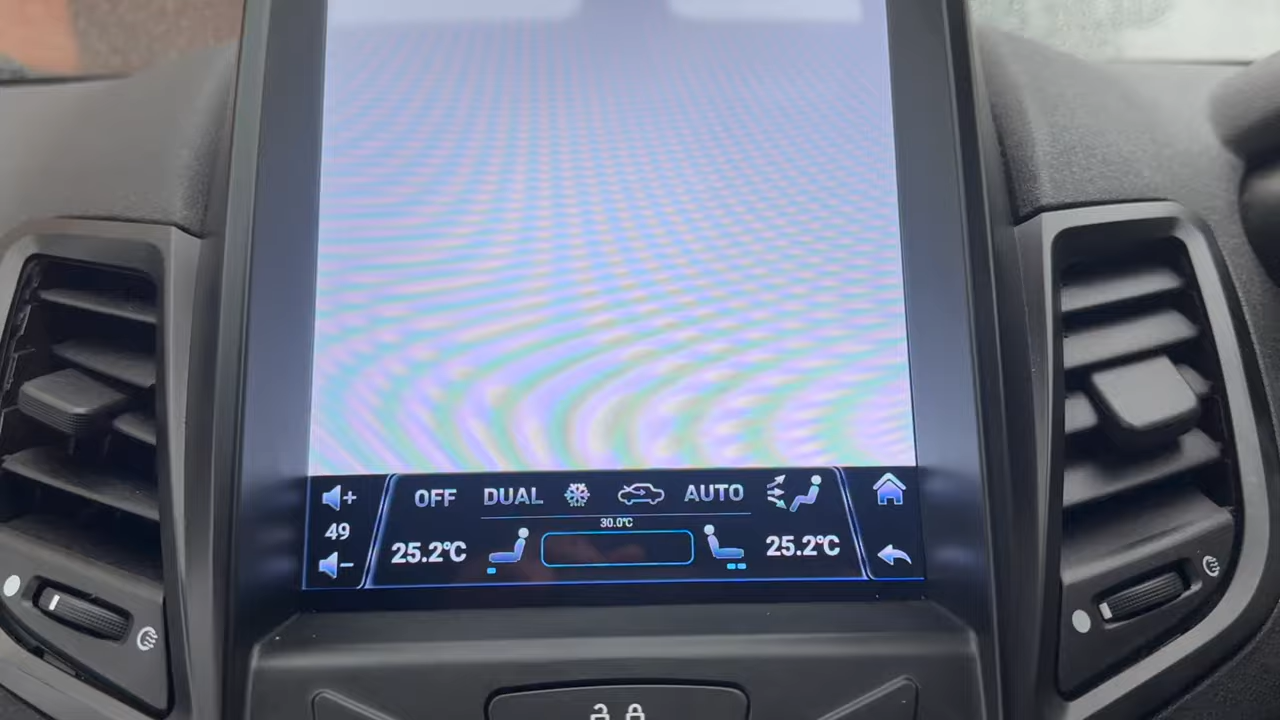 OFF DUAL AUTO
49
30.0℃
25.2℃ 25.2℃